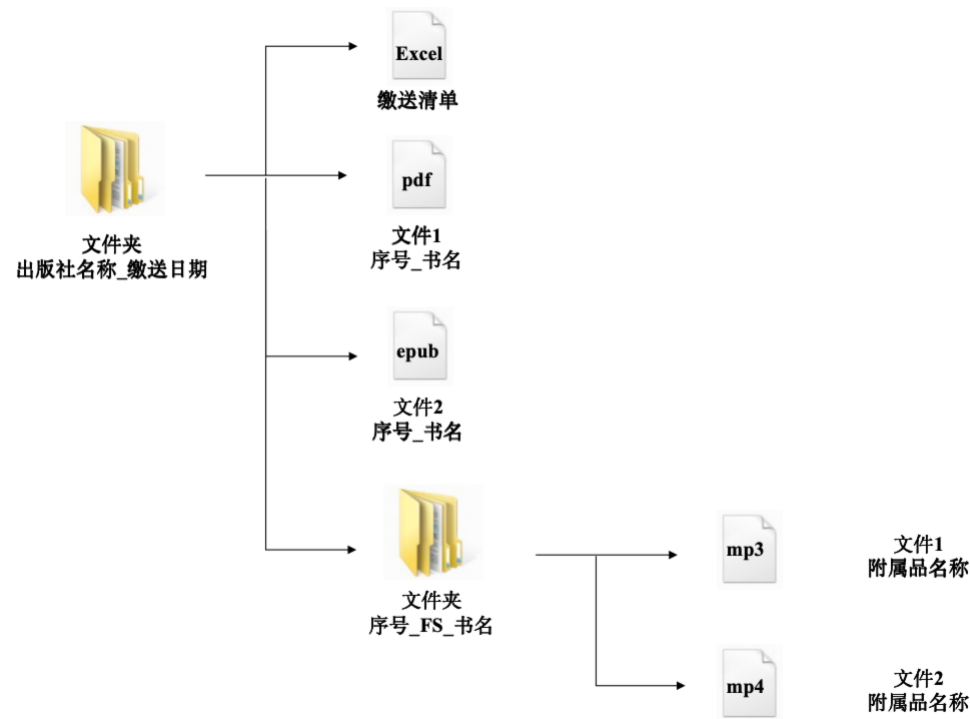 Excel
缴送清单
pdf
文件1
序号_书名
文件夹
出版社名称_缴送日期
epub
文件2
序号_书名
文件夹
序号_FS_书名
mp3
文件1
附属品名称
mp4
文件2
附属品名称